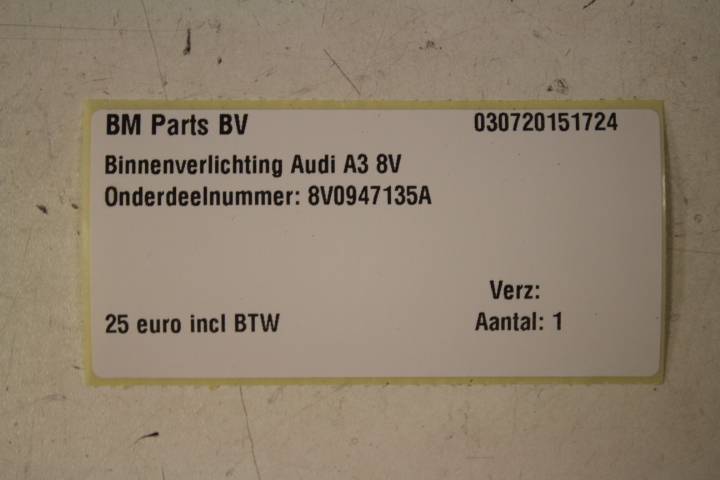 BM Parts BV 030720151724
Binnenverlichting Audi A3 8V
Onderdeelnummer: 8V0947135A
Verz:
25 euro incl BTW Aantal: 1